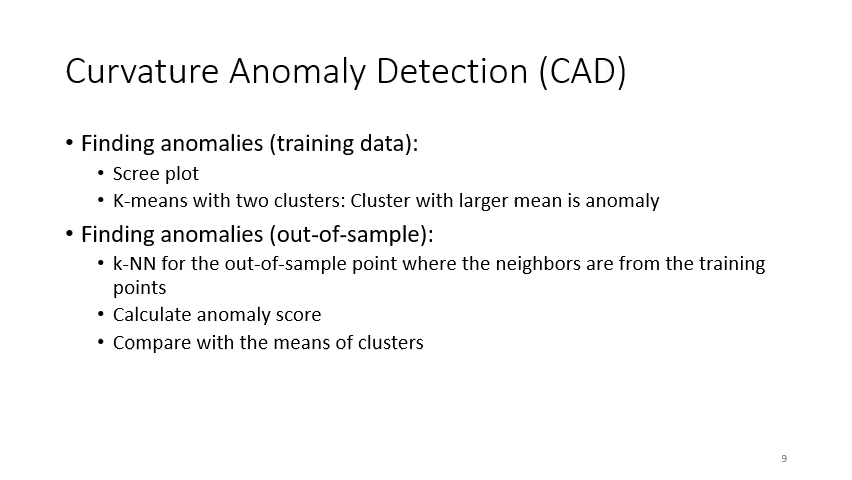 Curvature Anomaly Detection (CAD)
• Finding anomalies (training data):
• Scree plot
• K-means with two clusters: Cluster with larger mean is anomaly
• Finding anomalies (out-of-sample):
• k-NN for the out-of-sample point where the neighbors are from the training
points
• Calculate anomaly score
• Compare with the means of clusters
9